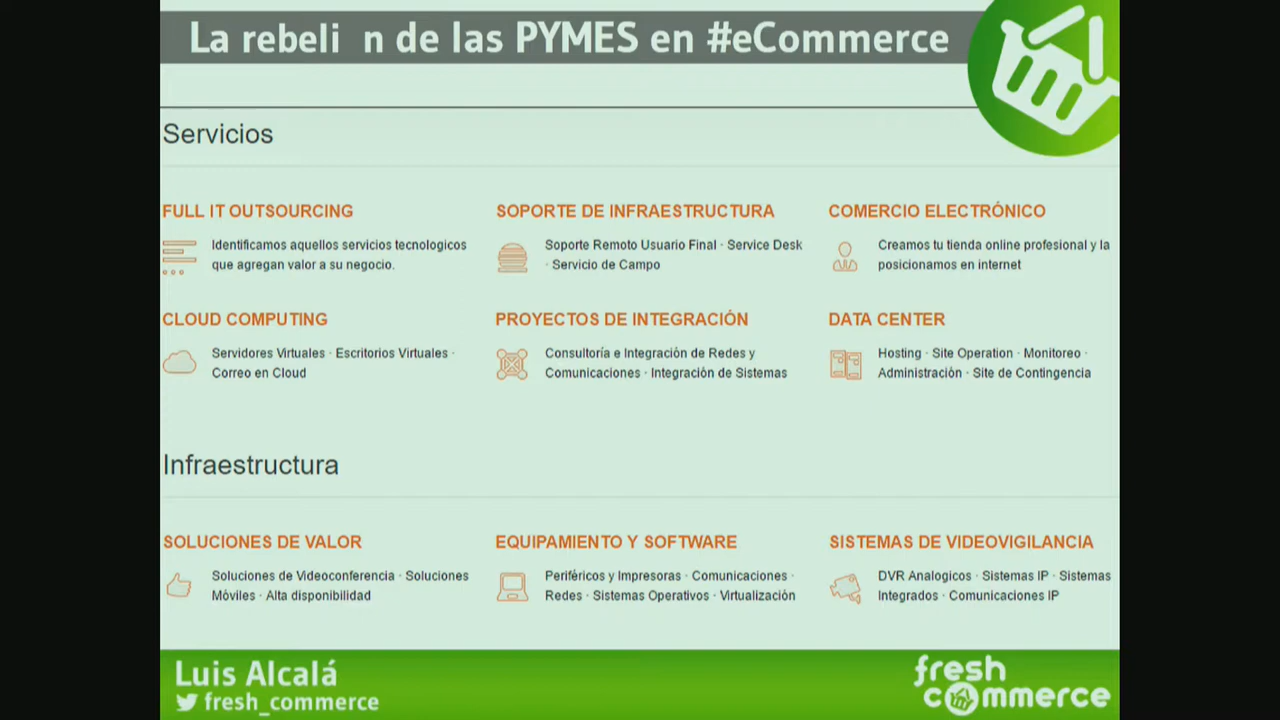 La rebeli n de las PYMES en #eCommerce
Servicios
FULL IT OUTSOURCING
Identificamos aquellos servicios tecnologicos
que agregan valor a su negocio.
SOPORTE DE INFRAESTRUCTURA
Soporte Remoto Usuario Final · Service Desk
· Servicio de Campo
COMERCIO ELECTRÓNICO
Creamos tu tienda online profesional y la
posicionamos en internet
CLOUD COMPUTING
Servidores Virtuales · Escritorios Virtuales ·
Correo en Cloud
PROYECTOS DE INTEGRACIÓN
Consultoría e Integración de Redes y
Comunicaciones · Integración de Sistemas
DATA CENTER
Hosting · Site Operation · Monitoreo ·
Administración · Site de Contingencia
Infraestructura
SOLUCIONES DE VALOR
Soluciones de Videoconferencia · Soluciones
Móviles · Alta disponibilidad
EQUIPAMIENTO Y SOFTWARE
Periféricos y Impresoras · Comunicaciones ·
Redes · Sistemas Operativos · Virtualización
SISTEMAS DE VIDEOVIGILANCIA
DVR Analogicos · Sistemas IP · Sistemas
Integrados · Comunicaciones IP
Luis Alcalá
fresh_commerce
fresh
commerce